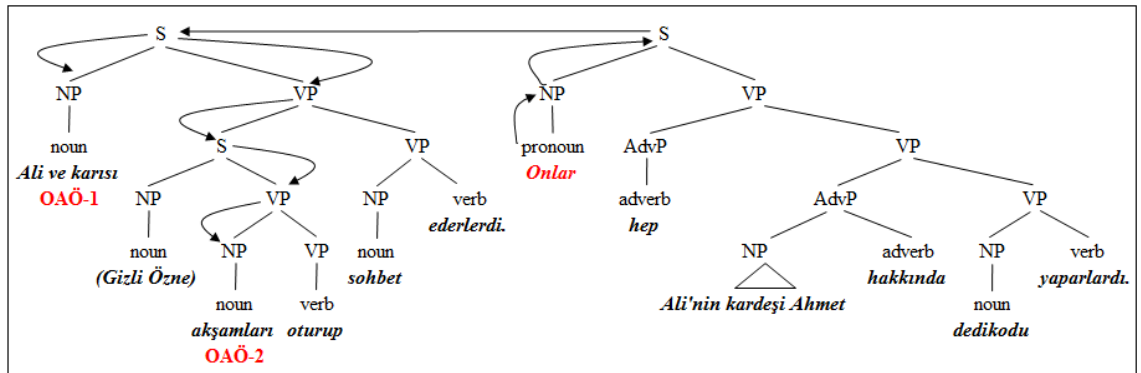 S S
NP VP NP VP
noun S VP pronoun AdvP VP
Ali ve karısı Onlar
OAÖ-1 NP VP NP verb adverb AdvP VP
ederlerdi. hep
noun NP VP noun NP adverb NP verb
(Gizli Özne) sohbet hakkında yaparlardı.
noun verb Ali'nin kardeşi Ahmet noun
akşamları oturup dedikodu
OAÖ-2